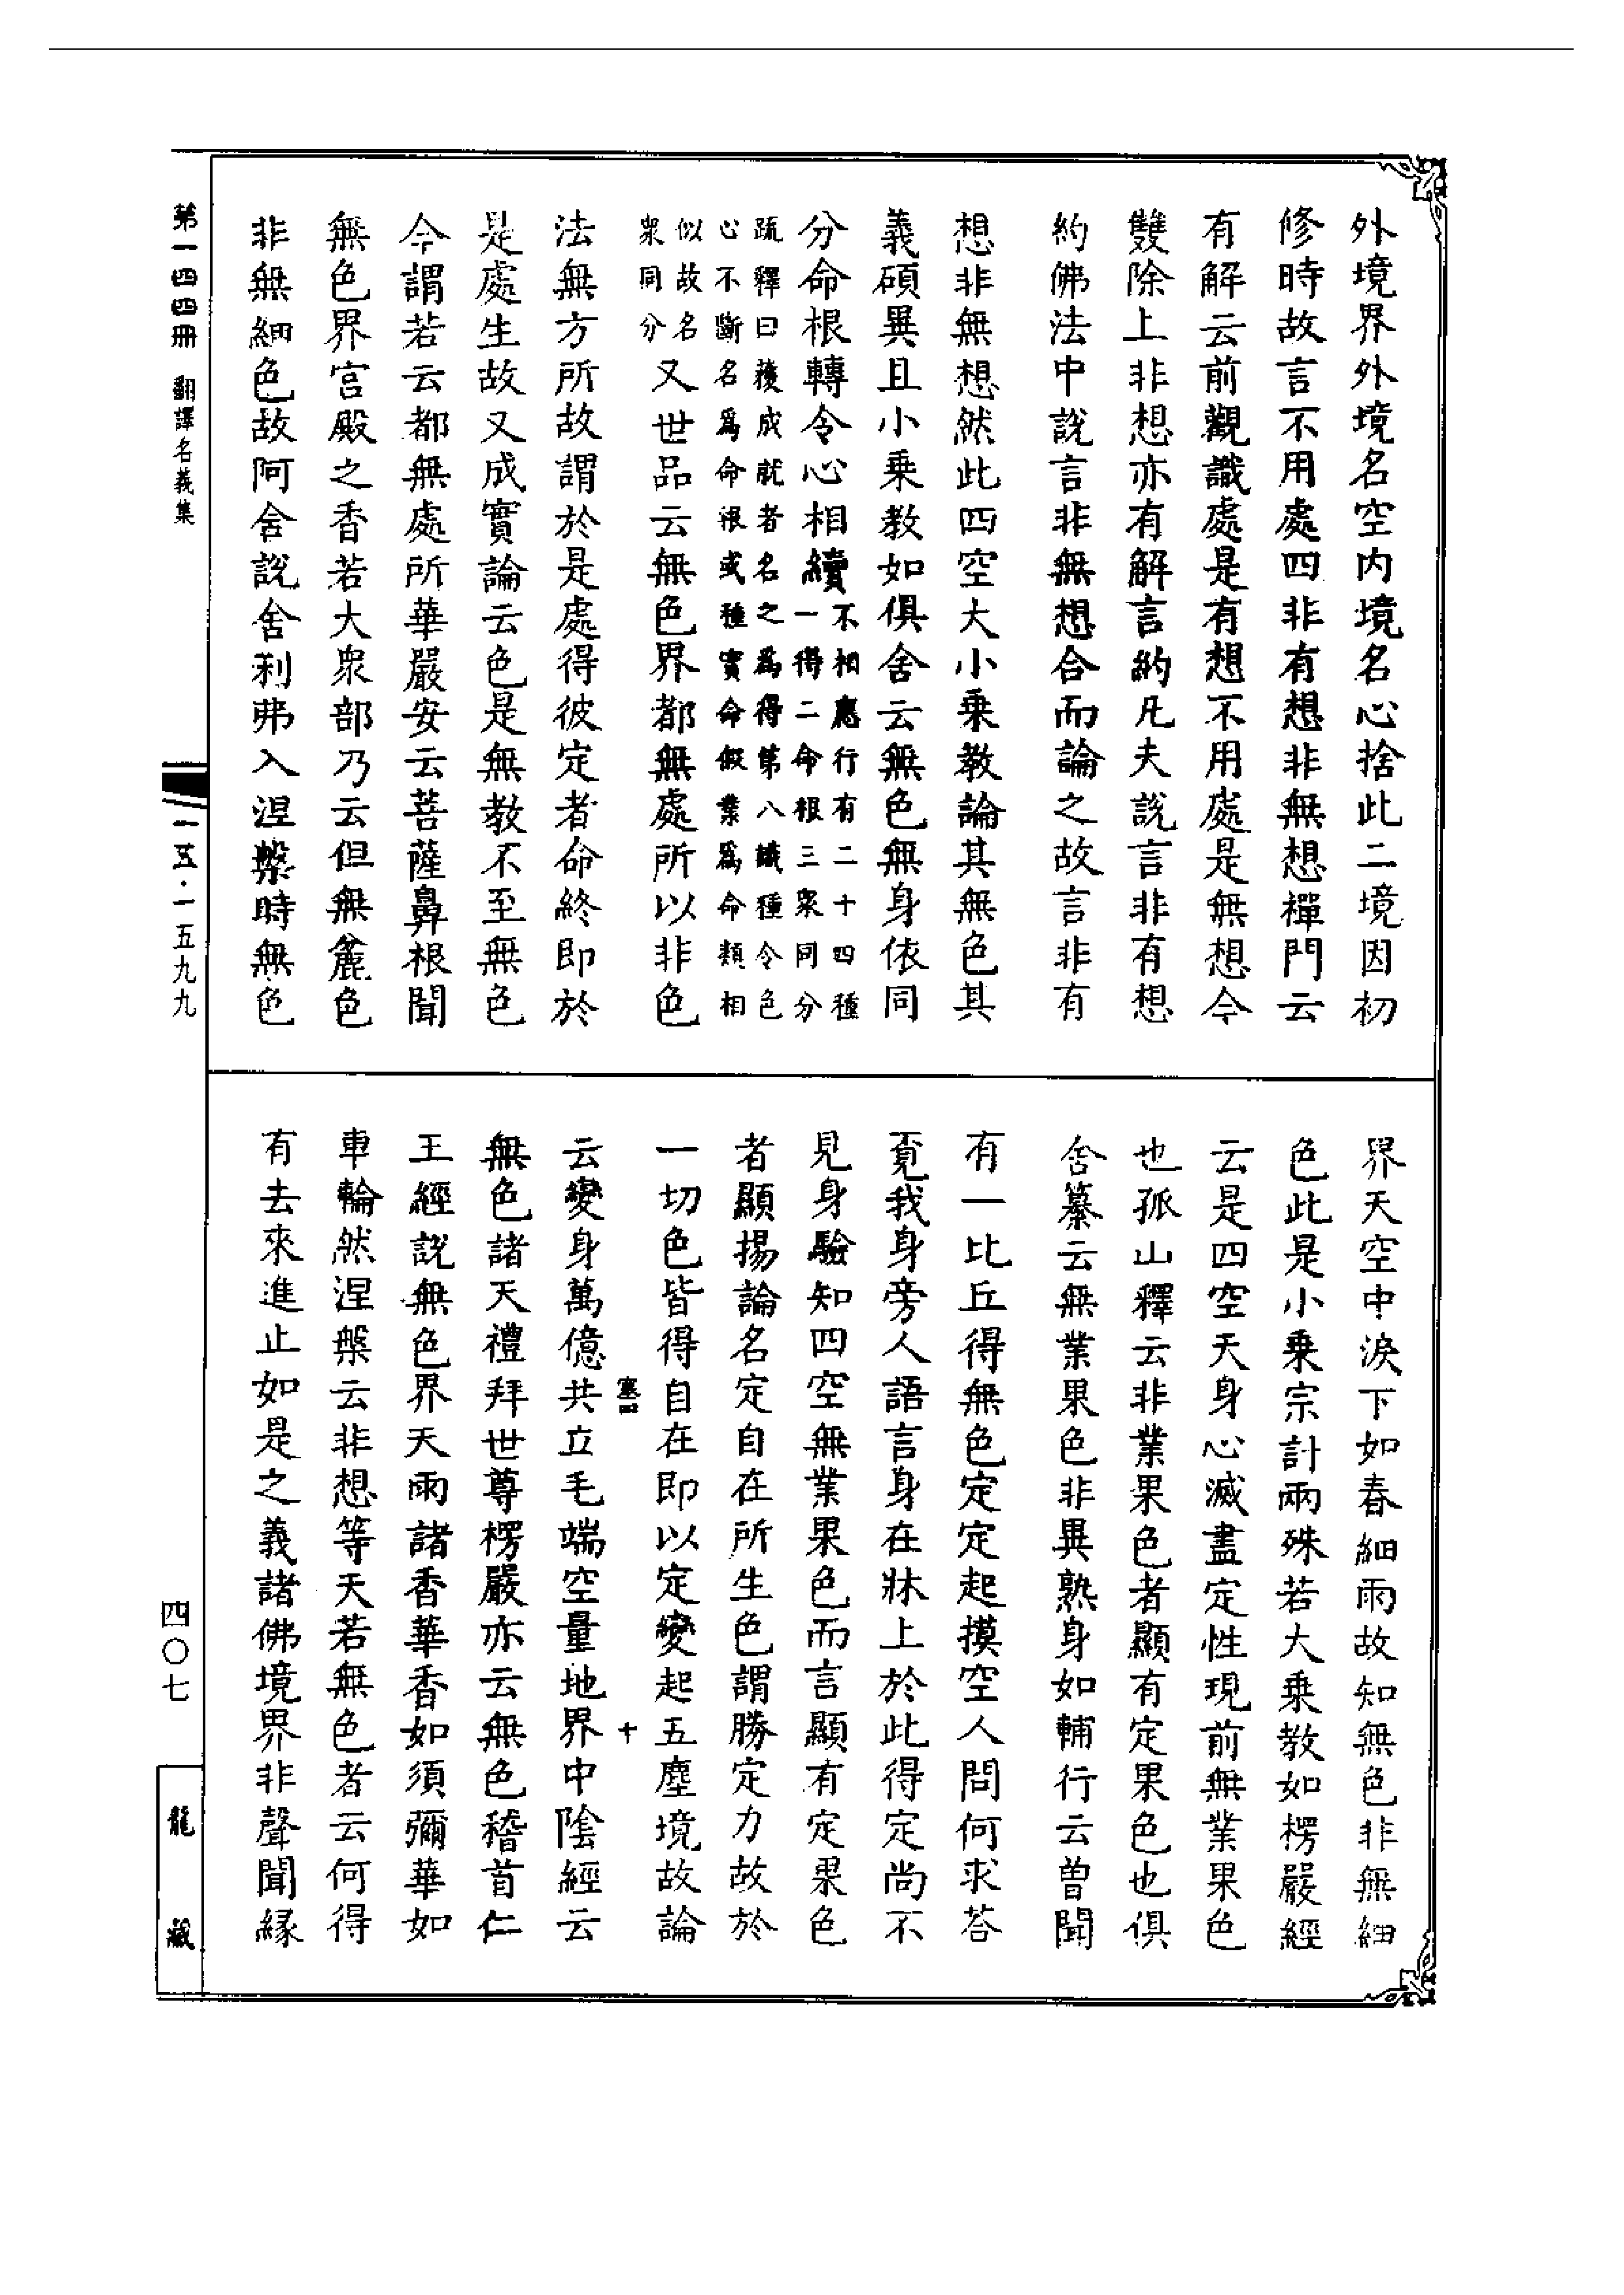 外境界外境名空内境名心捨此二境因初
修時故言不用處四非有想非無想禪門云
有解云前觀識處是有想不用處是無想今
雙除上非想亦有解言約凡夫說言非有想
約佛法中說言非無想合而論之故言非有
想非無想然此四空大小乗教論其無色其
義碩異且小乗教如俱舍云無色無身依同
分命根轉令心相續不相應行有二十四種
一得二命根三衆同分
疏釋曰獲成就者名之為得第八識種令色
心不斷名為命根或種實命假業為命類相
似故名
衆同分又世品云無色界都無處所以非色
法無方所故謂於是處得彼定者命終即於
是處生故又成實論云色是無教不至無色
今謂若云都無處所華嚴安云菩薩鼻根聞
無色界宫殿之香若大衆部乃云但無麄色
非無細色故阿含說舍利弗入涅槃時無色
界天空中淚下如春細雨故知無色非無細
色此是小乗宗計兩殊若大乗教如楞嚴經
云是四空天身心滅盡定性現前無業果色
也孤山釋云非業果色者顯有定果色也俱
舍纂云無業果色非異熟身如輔行云曽聞
有一比丘得無色定定起摸空人問何求荅
覓我身旁人語言身在牀上於此得定尚不
見身驗知四空無業果色而言顯有定果色
者顯揚論名定自在所生色謂勝定力故於
一切色皆得自在即以定變起五塵境故論
塞四 十
云變身萬億共立毛端空量地界中陰經云
無色諸天禮拜世尊楞嚴亦云無色稽首仁
王經說無色界天雨諸香華香如須彌華如
車輪然涅槃云非想等天若無色者云何得
有去來進止如是之義諸佛境界非聲聞緣
第一四四冊 翻譯名義集
一一五·一五九九
四〇七
龍藏